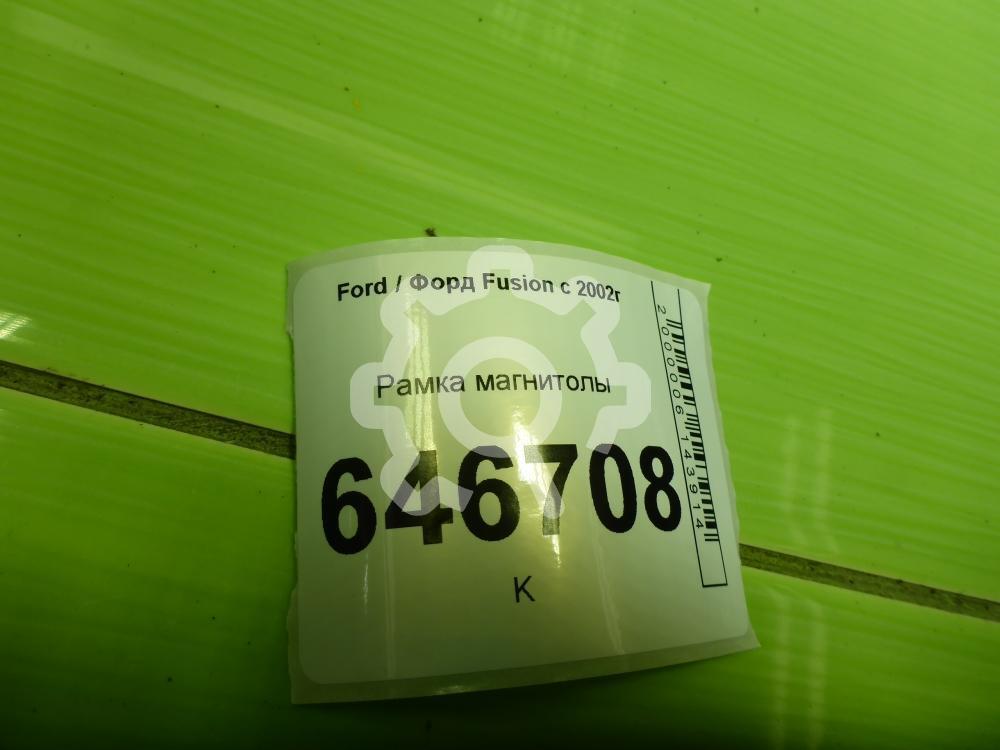 Ford / Форд Fusion с 2002г
Рамка магнитолы
646708
К
2000006143914